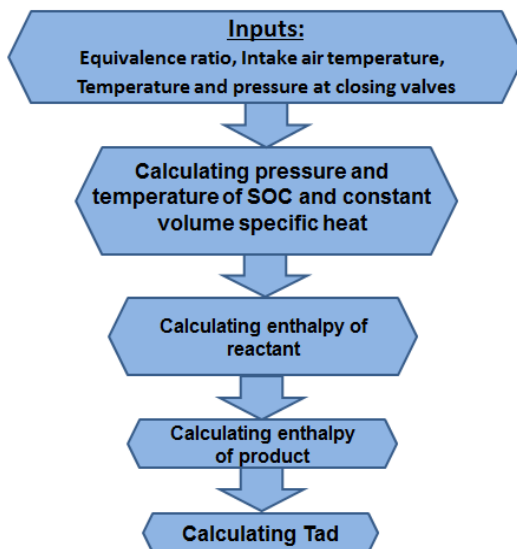 Inputs:
Equivalence ratio, Intake air temperature,
Temperature and pressure at closing valves
Calculating pressure and
temperature of SOC and constant
volume specific heat
Calculating enthalpy of
reactant
Calculating enthalpy
of product
Calculating Tad